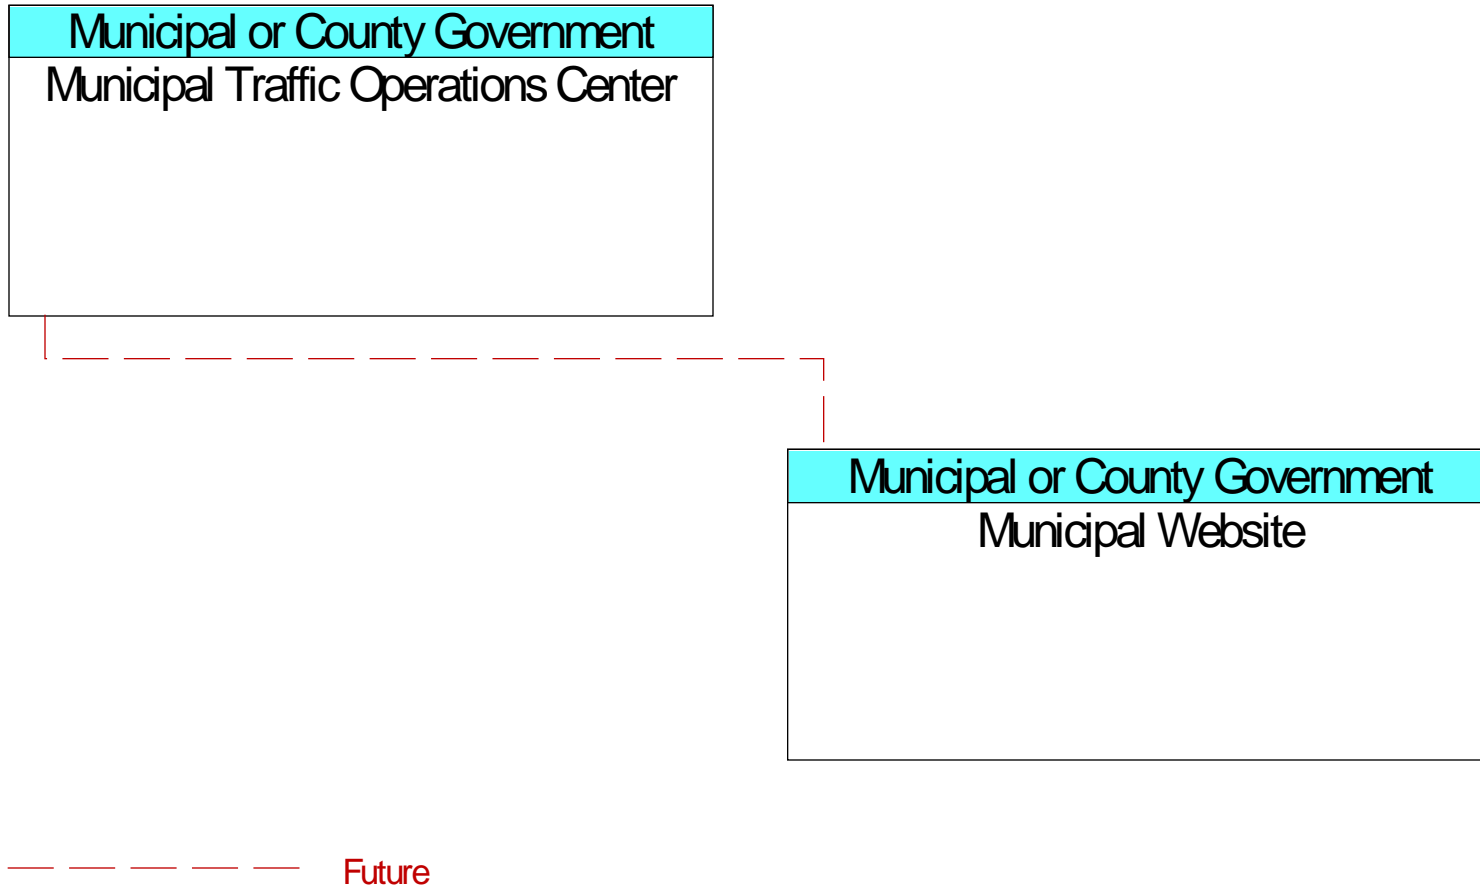 Municipal or County Government
Municipal Traffic Operations Center
Municipal or County Government
Municipal Website
Future